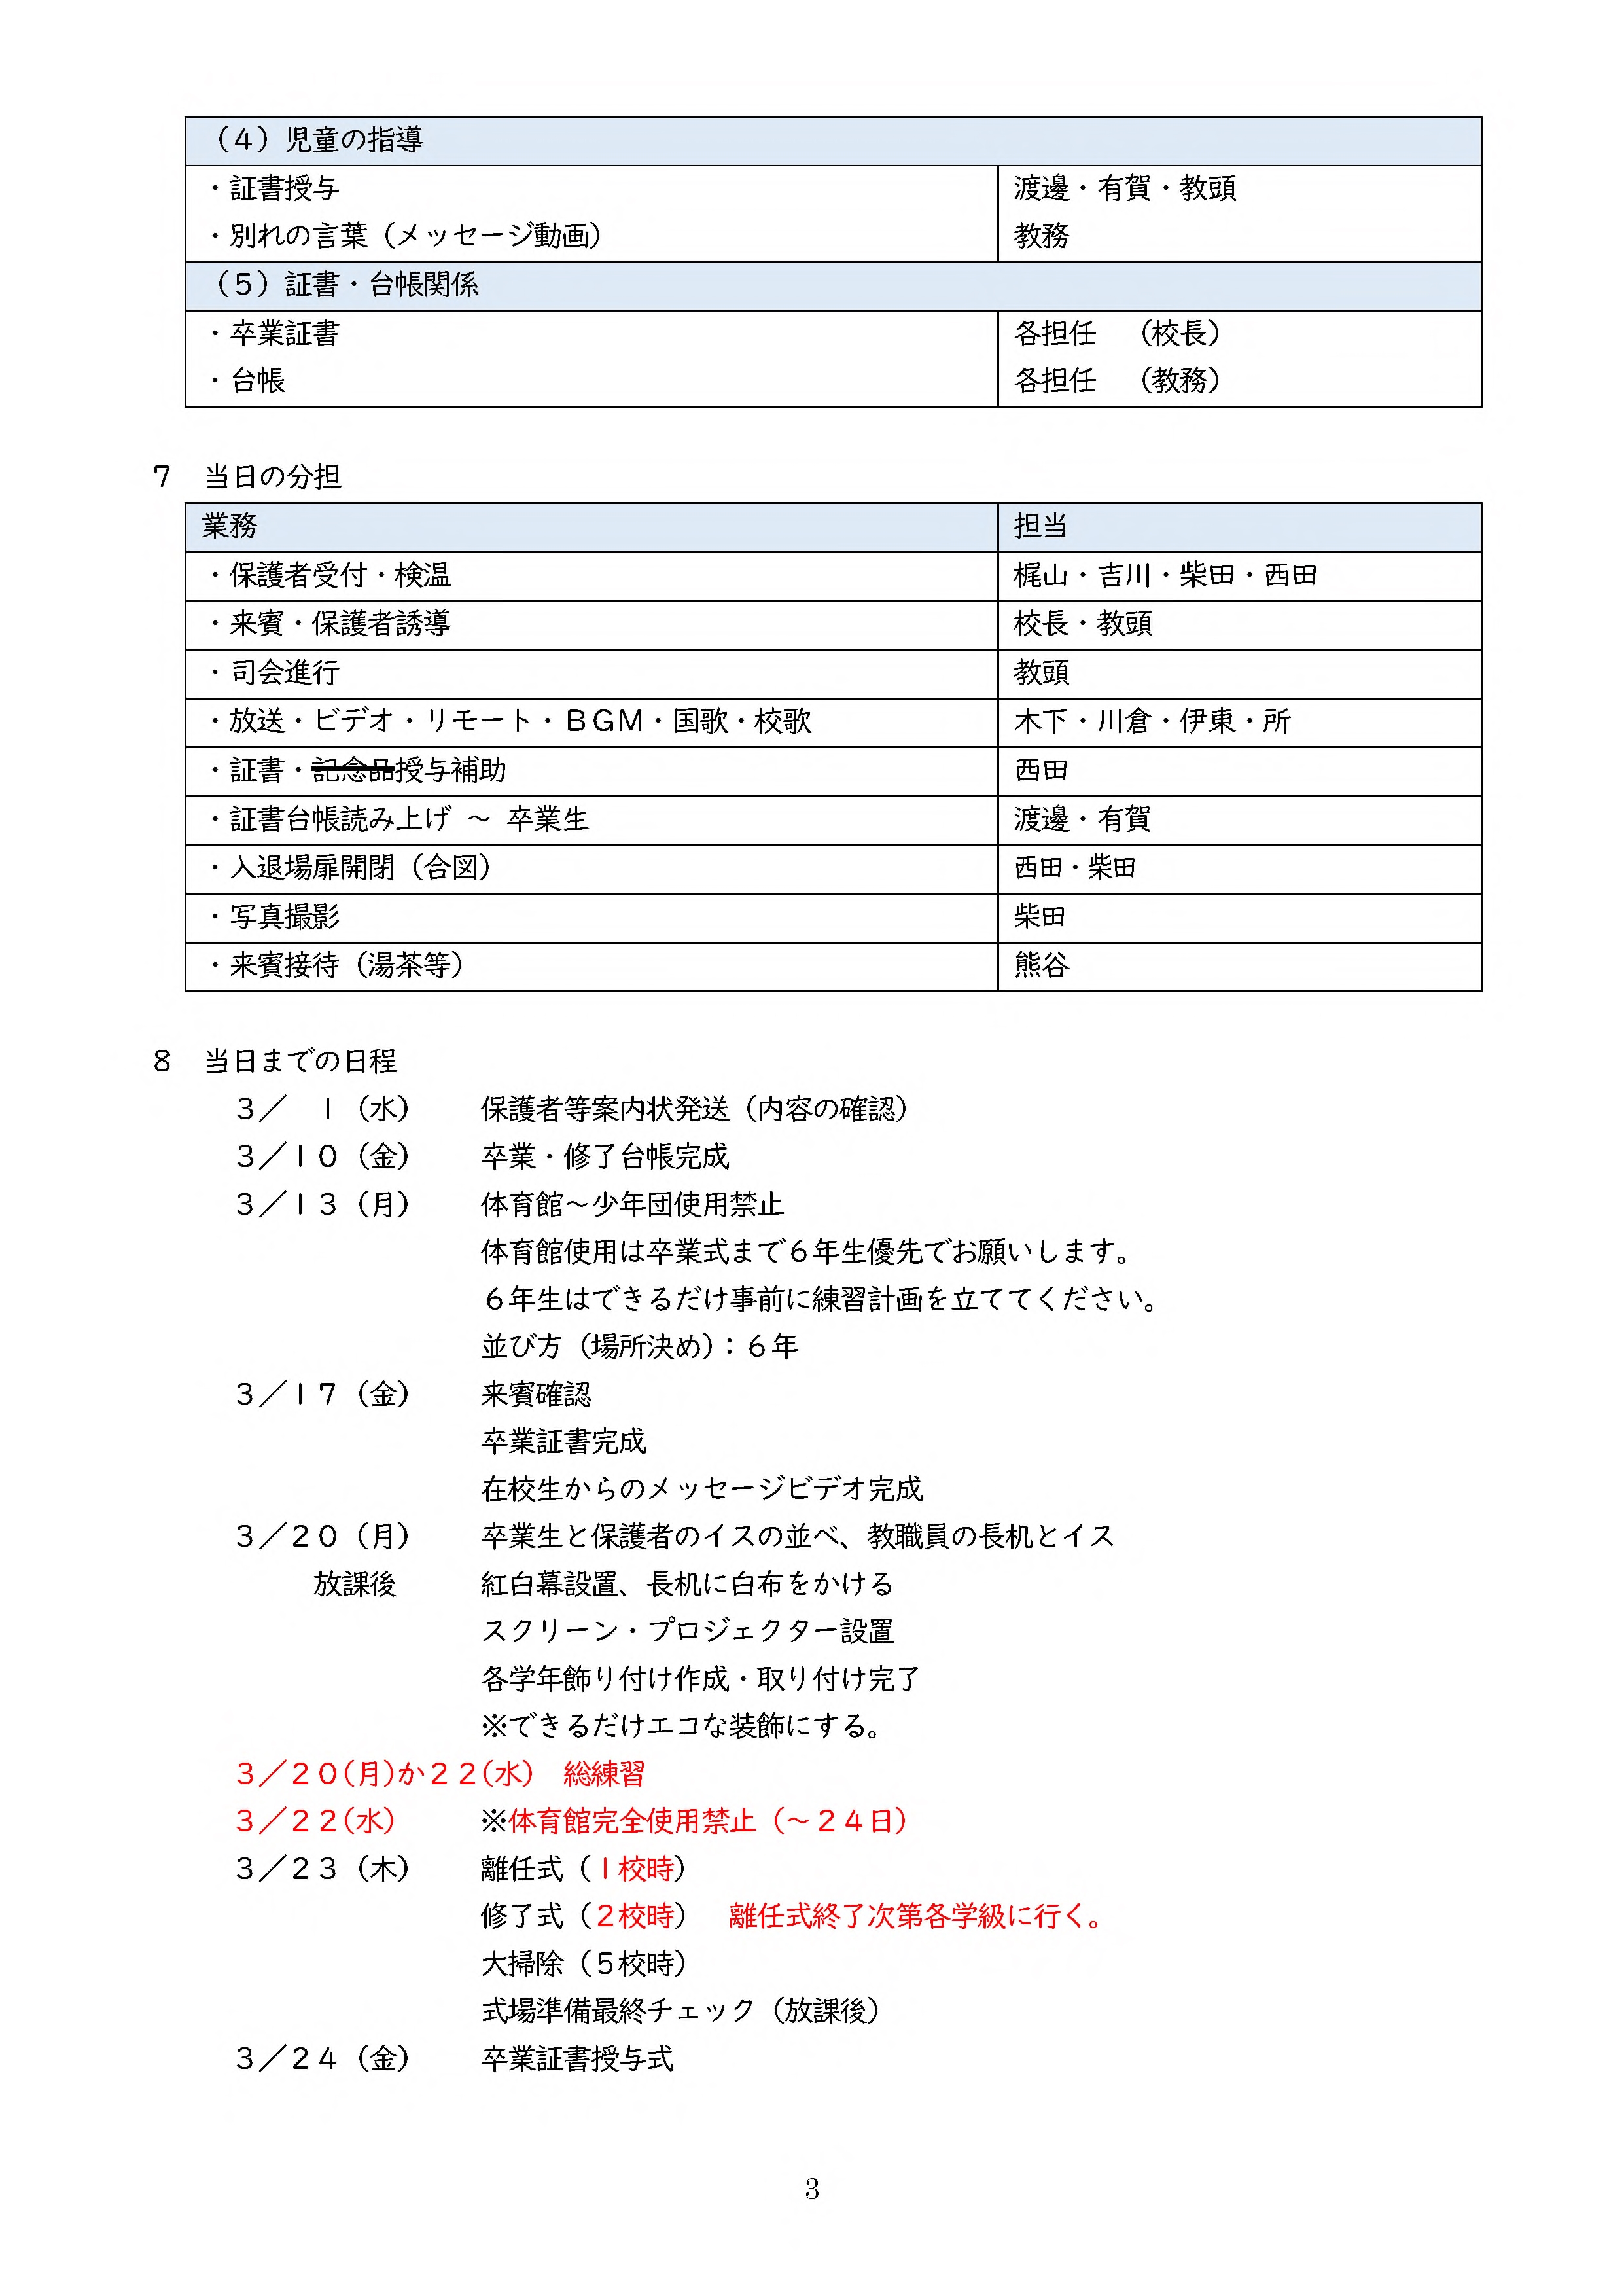 （４）児童の指導
・証書授与　渡邊・有賀・教頭
・別れの言葉（メッセージ動画）　教務
（５）証書・台帳関係
・卒業証書　各担任　（校長）
・台帳　各担任　（教務）
７　当日の分担
業務　担当
・保護者受付・検温　梶山・吉川・柴田・西田
・来賓・保護者誘導　校長・教頭
・司会進行　教頭
・放送・ビデオ・リモート・ＢＧＭ・国歌・校歌　木下・川倉・伊東・所
・証書・記念品授与補助　西田
・証書台帳読み上げ ～ 卒業生　渡邊・有賀
・入退場扉開閉（合図）　西田・柴田
・写真撮影　柴田
・来賓接待（湯茶等）　熊谷
８　当日までの日程
３／　１（水）　保護者等案内状発送（内容の確認）
３／１０（金）　卒業・修了台帳完成
３／１３（月）　体育館～少年団使用禁止
体育館使用は卒業式まで６年生優先でお願いします。
６年生はできるだけ事前に練習計画を立ててください。
並び方（場所決め）：６年
３／１７（金）　来賓確認
卒業証書完成
在校生からのメッセージビデオ完成
３／２０（月）　卒業生と保護者のイスの並べ、教職員の長机とイス
放課後　紅白幕設置、長机に白布をかける
スクリーン・プロジェクター設置
各学年飾り付け作成・取り付け完了
※できるだけエコな装飾にする。
３／２０(月)か２２(水)　総練習
３／２２(水)　※体育館完全使用禁止（～２４日）
３／２３（木）　離任式（１校時）
修了式（２校時）　離任式終了次第各学級に行く。
大掃除（５校時）
式場準備最終チェック（放課後）
３／２４（金）　卒業証書授与式
3